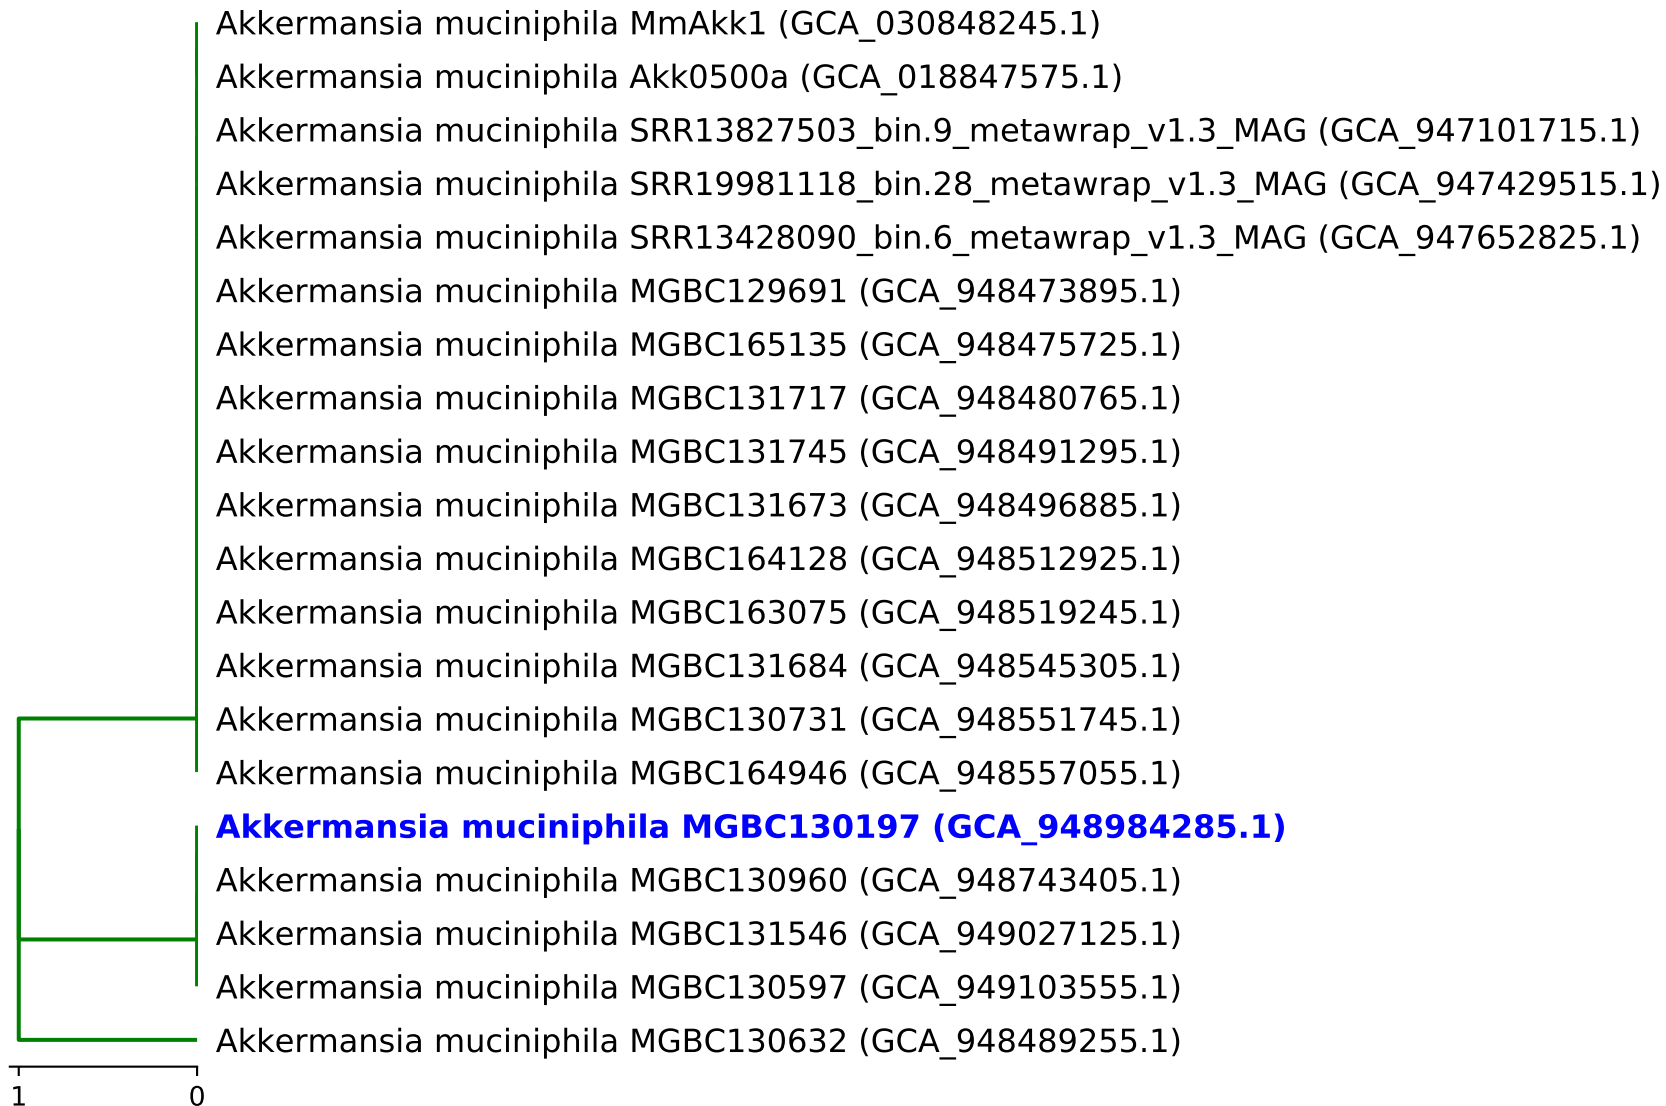 Akkermansia muciniphila MmAkk1 (GCA_030848245.1)
Akkermansia muciniphila Akk0500a (GCA_018847575.1)
Akkermansia muciniphila SRR13827503_bin.9_metawrap_v1.3_MAG (GCA_947101715.1)
Akkermansia muciniphila SRR19981118_bin.28_metawrap_v1.3_MAG (GCA_947429515.1)
Akkermansia muciniphila SRR13428090_bin.6_metawrap_v1.3_MAG (GCA_947652825.1)
Akkermansia muciniphila MGBC129691 (GCA_948473895.1)
Akkermansia muciniphila MGBC165135 (GCA_948475725.1)
Akkermansia muciniphila MGBC131717 (GCA_948480765.1)
Akkermansia muciniphila MGBC131745 (GCA_948491295.1)
Akkermansia muciniphila MGBC131673 (GCA_948496885.1)
Akkermansia muciniphila MGBC164128 (GCA_948512925.1)
Akkermansia muciniphila MGBC163075 (GCA_948519245.1)
Akkermansia muciniphila MGBC131684 (GCA_948545305.1)
Akkermansia muciniphila MGBC130731 (GCA_948551745.1)
Akkermansia muciniphila MGBC164946 (GCA_948557055.1)
Akkermansia muciniphila MGBC130197 (GCA_948984285.1)
Akkermansia muciniphila MGBC130960 (GCA_948743405.1)
Akkermansia muciniphila MGBC131546 (GCA_949027125.1)
Akkermansia muciniphila MGBC130597 (GCA_949103555.1)
Akkermansia muciniphila MGBC130632 (GCA_948489255.1)
1 0